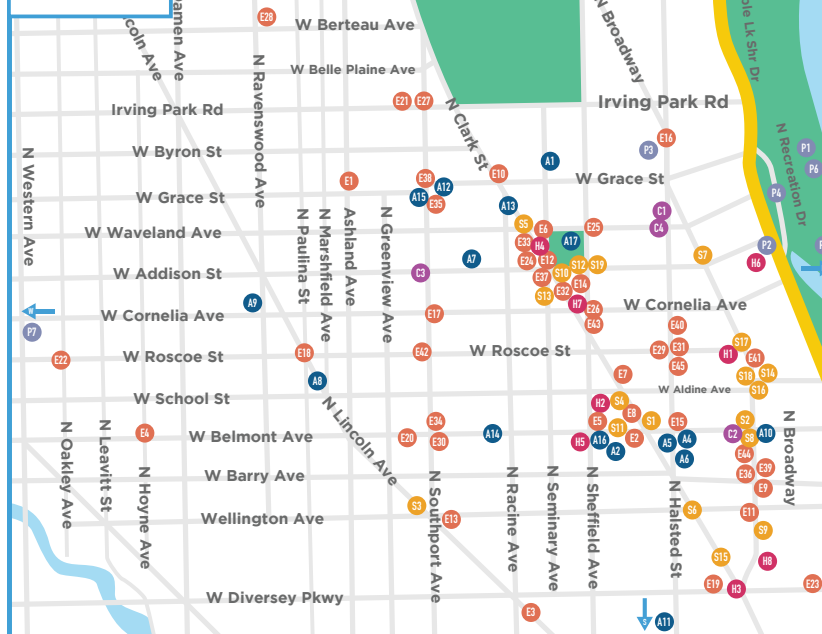 E28
W Berteau Ave
N Broadway
ble Lk Shr Dr
amen Ave
coln Ave
W Belle Plaine Ave
N Ravenswood Ave
E21
E27
Irving Park Rd
Irving Park Rd
N Clark St
E16
P3
P1
W Byron St
A1
P6
N Recreation Dr
N Western Ave
E1
E38
E10
W Grace St
A12
P4
W Grace St
A15
E35
A13
C1
C4
N Paulina St
N Marshfield Ave
Ashland Ave
N Greenview Ave
W Waveland Ave
S5
E6
E25
E33
H4
A17
P2
P
S7
H6
A7
E24
E12
S12
S19
W Addison St
C3
S10
E37
E14
E32
S13
A9
H7
W Cornelia Ave
W
W Cornelia Ave
E17
E26
E43
E40
P7
S17
E18
W Roscoe St
E42
W Roscoe St
E29
E31
H1
E41
E22
E45
E7
S18
S14
A8
W Aldine Ave
S16
W School St
H2
S4
N Lincoln Ave
E8
E34
E5
S1
E15
S2
N Broadway
S11
E4
W Belmont Ave
E20
E30
A14
H5
A16
E2
A5
A4
C2
S8
A10
A2
A6
E44
N Oakley Ave
N Leavitt St
N Hoyne Ave
W Barry Ave
E36
E39
E9
N Southport Ave
N Racine Ave
N Seminary Ave
N Sheffield Ave
N Halsted St
S3
S6
E11
Wellington Ave
E13
S9
S15
H8
E19
H3
E23
W Diversey Pkwy
E3
S
A11